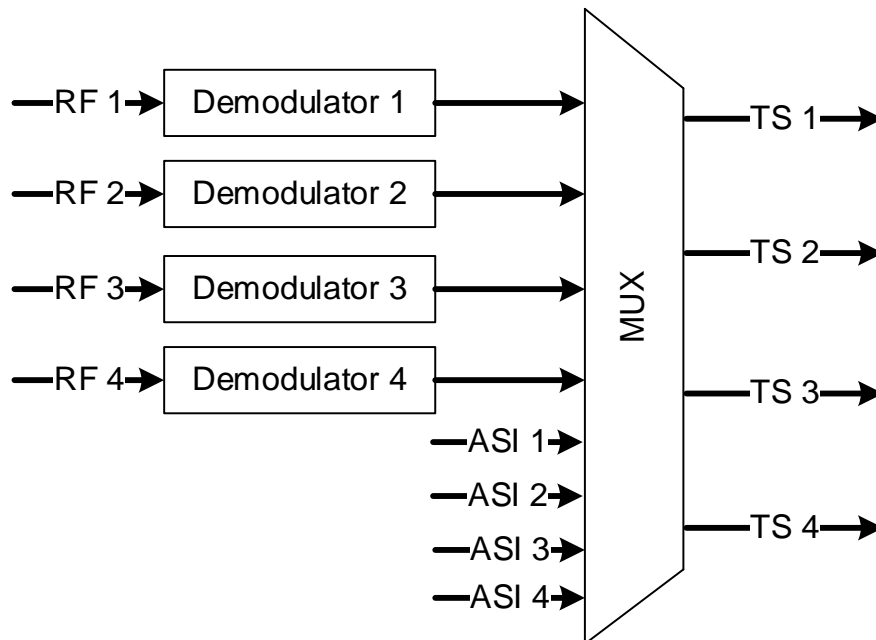 RF 1
Demodulator 1
TS 1
RF 2
Demodulator 2
TS 2
RF 3
Demodulator 3
MUX
RF 4
Demodulator 4
TS 3
ASI 1
ASI 2
ASI 3
ASI 4
TS 4